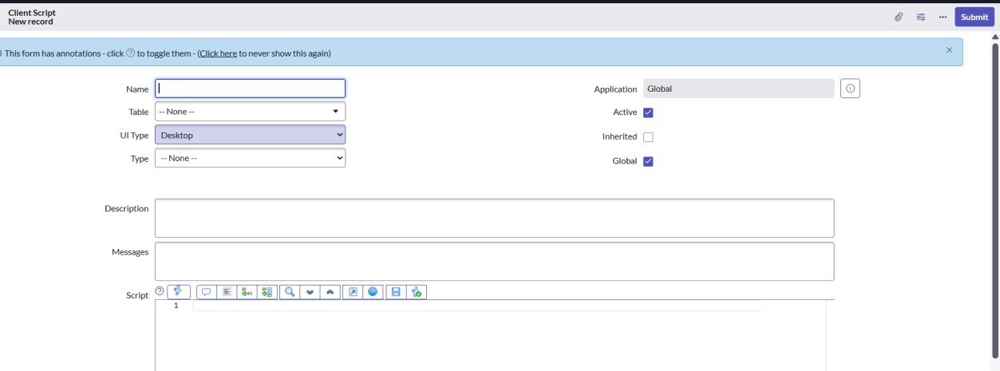 Client Script
New record
Submit
This form has annotations - click ? to toggle them - (Click here to never show this again)
Name
Application Global
Table -- None --
Active
UI Type Desktop
Inherited
Type -- None --
Global
Description
Messages
Script
1